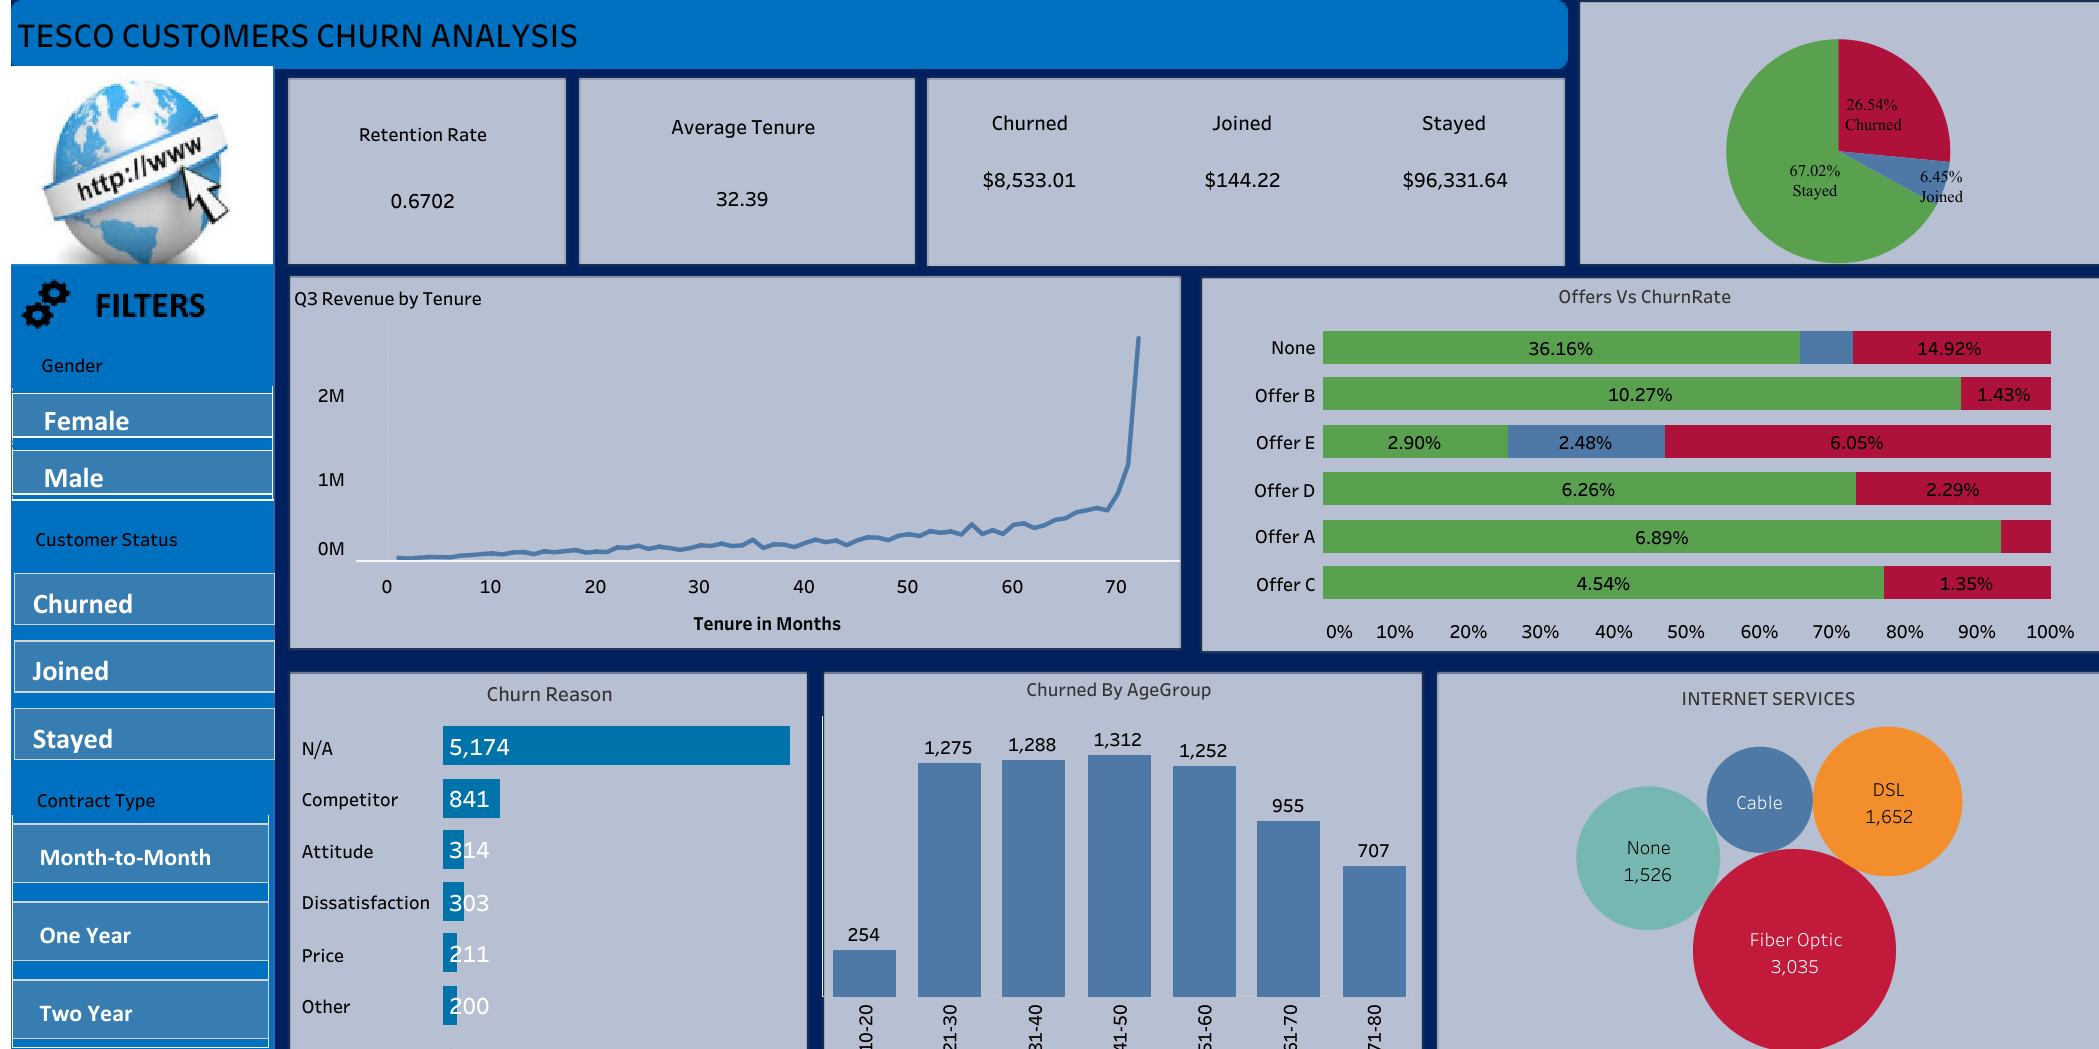 TESCO CUSTOMERS CHURN ANALYSIS
http://www
Retention Rate
0.6702
Average Tenure
32.39
Churned Joined Stayed
$8,533.01 $144.22 $96,331.64
26.54%
Churned
67.02%
Stayed
6.45%
Joined
FILTERS
Gender
Female
Male
Customer Status
Churned
Joined
Stayed
Contract Type
Month-to-Month
One Year
Two Year
Q3 Revenue by Tenure
2M
1M
0M
0 10 20 30 40 50 60 70
Tenure in Months
Offers Vs ChurnRate
None 36.16% 14.92%
Offer B 10.27% 1.43%
Offer E 2.90% 2.48% 6.05%
Offer D 6.26% 2.29%
Offer A 6.89%
Offer C 4.54% 1.35%
0% 10% 20% 30% 40% 50% 60% 70% 80% 90% 100%
Churn Reason
N/A 5,174
Competitor 841
Attitude 314
Dissatisfaction 303
Price 211
Other 200
Churned By AgeGroup
254 1,275 1,288 1,312 1,252 955 707
10-20 21-30 31-40 41-50 51-60 61-70 71-80
INTERNET SERVICES
Cable
DSL
1,652
None
1,526
Fiber Optic
3,035